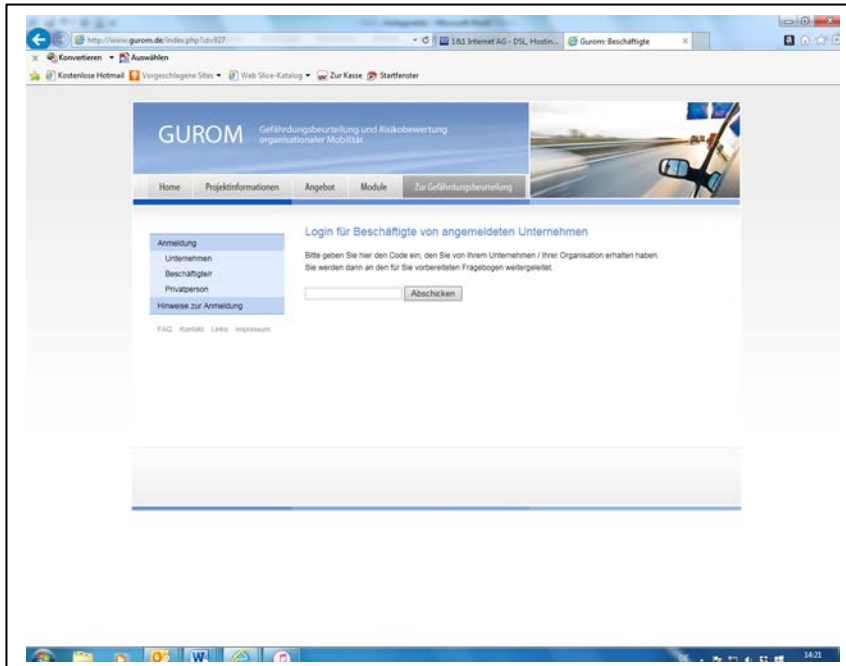 http://www.gurom.de/index.php?id=927
1&1 Internet AG - DSL, Hostin...
Gurom: Beschäftigte
x Konvertieren Auswählen
Kostenlose Hotmail Vorgeschlagene Sites Web Slice-Katalog Zur Kasse Startfenster
GUROM
Gefährdungsbeurteilung und Risikobewertung
organisationaler Mobilität
Home Projektinformationen Angebot Module Zur Gefährdungsbeurteilung
Anmeldung
Unternehmen
Beschäftigte/r
Privatperson
Hinweise zur Anmeldung
FAQ Kontakt Links Impressum
Login für Beschäftigte von angemeldeten Unternehmen
Bitte geben Sie hier den Code ein, den Sie von Ihrem Unternehmen / Ihrer Organisation erhalten haben.
Sie werden dann an den für Sie vorbereiteten Fragebogen weitergeleitet.
Abschicken
DE
14:21